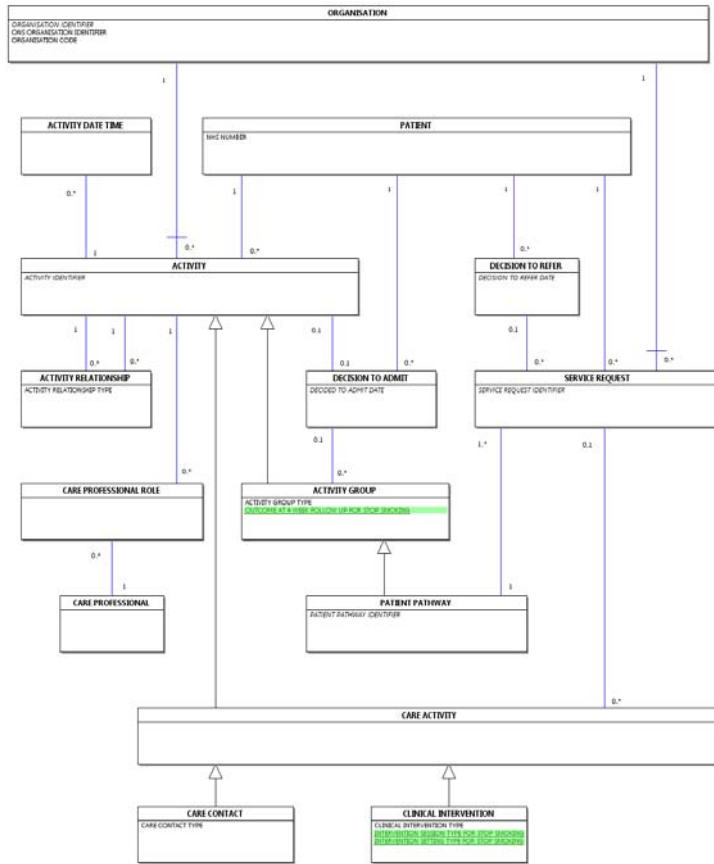 ORGANISATION
ORGANISATION IDENTIFIER
ONS ORGANISATION IDENTIFIER
ORGANISATION CODE
1
1
ACTIVITY DATE TIME
PATIENT
NHS NUMBER
0.*
1
1
1
1
1
0.*
0.*
0.*
ACTIVITY
ACTIVITY IDENTIFIER
DECISION TO REFER
DECISION TO REFER DATE
1
1
1
0.1
0.1
0.*
0.*
0.1
0.*
0.*
0.*
0.*
ACTIVITY RELATIONSHIP
ACTIVITY RELATIONSHIP TYPE
DECISION TO ADMIT
DECIDED TO ADMIT DATE
SERVICE REQUEST
SERVICE REQUEST IDENTIFIER
0.1
1.*
0.1
0.*
0.*
CARE PROFESSIONAL ROLE
ACTIVITY GROUP
ACTIVITY GROUP TYPE
OUTCOME AT 4 WEEK FOLLOW UP FOR STOP SMOKING
0.*
1
1
CARE PROFESSIONAL
PATIENT PATHWAY
PATIENT PATHWAY IDENTIFIER
0.*
CARE ACTIVITY
CARE CONTACT
CARE CONTACT TYPE
CLINICAL INTERVENTION
CLINICAL INTERVENTION TYPE
INTERVENTION SESSION TYPE FOR STOP SMOKING
INTERVENTION SETTING TYPE FOR STOP SMOKING